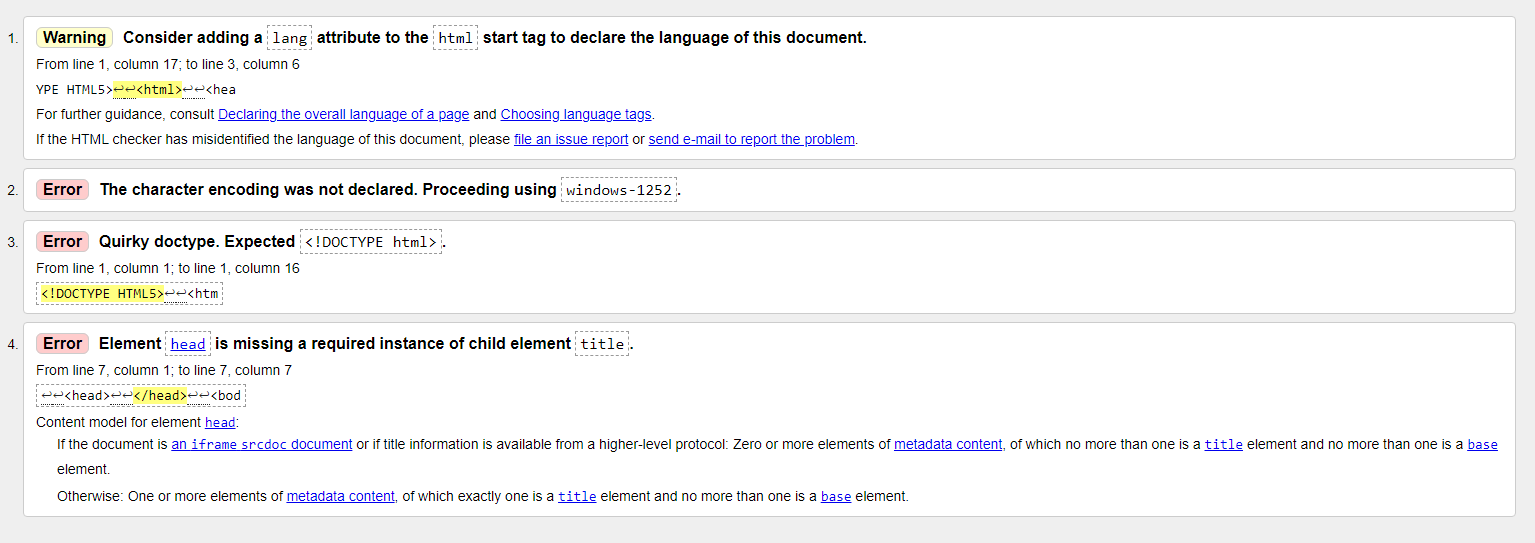 1. Warning Consider adding a lang attribute to the html start tag to declare the language of this document.
From line 1, column 17; to line 3, column 6
YPE HTML5>↩↩<html>↩↩<hea
For further guidance, consult Declaring the overall language of a page and Choosing language tags.
If the HTML checker has misidentified the language of this document, please file an issue report or send e-mail to report the problem.
2. Error The character encoding was not declared. Proceeding using windows-1252.
3. Error Quirky doctype. Expected <!DOCTYPE html>.
From line 1, column 1; to line 1, column 16
<!DOCTYPE HTML5>↩↩<htm
4. Error Element head is missing a required instance of child element title.
From line 7, column 1; to line 7, column 7
↩↩<head>↩↩</head>↩↩<bod
Content model for element head:
If the document is an iframe srcdoc document or if title information is available from a higher-level protocol: Zero or more elements of metadata content, of which no more than one is a title element and no more than one is a base
element.
Otherwise: One or more elements of metadata content, of which exactly one is a title element and no more than one is a base element.